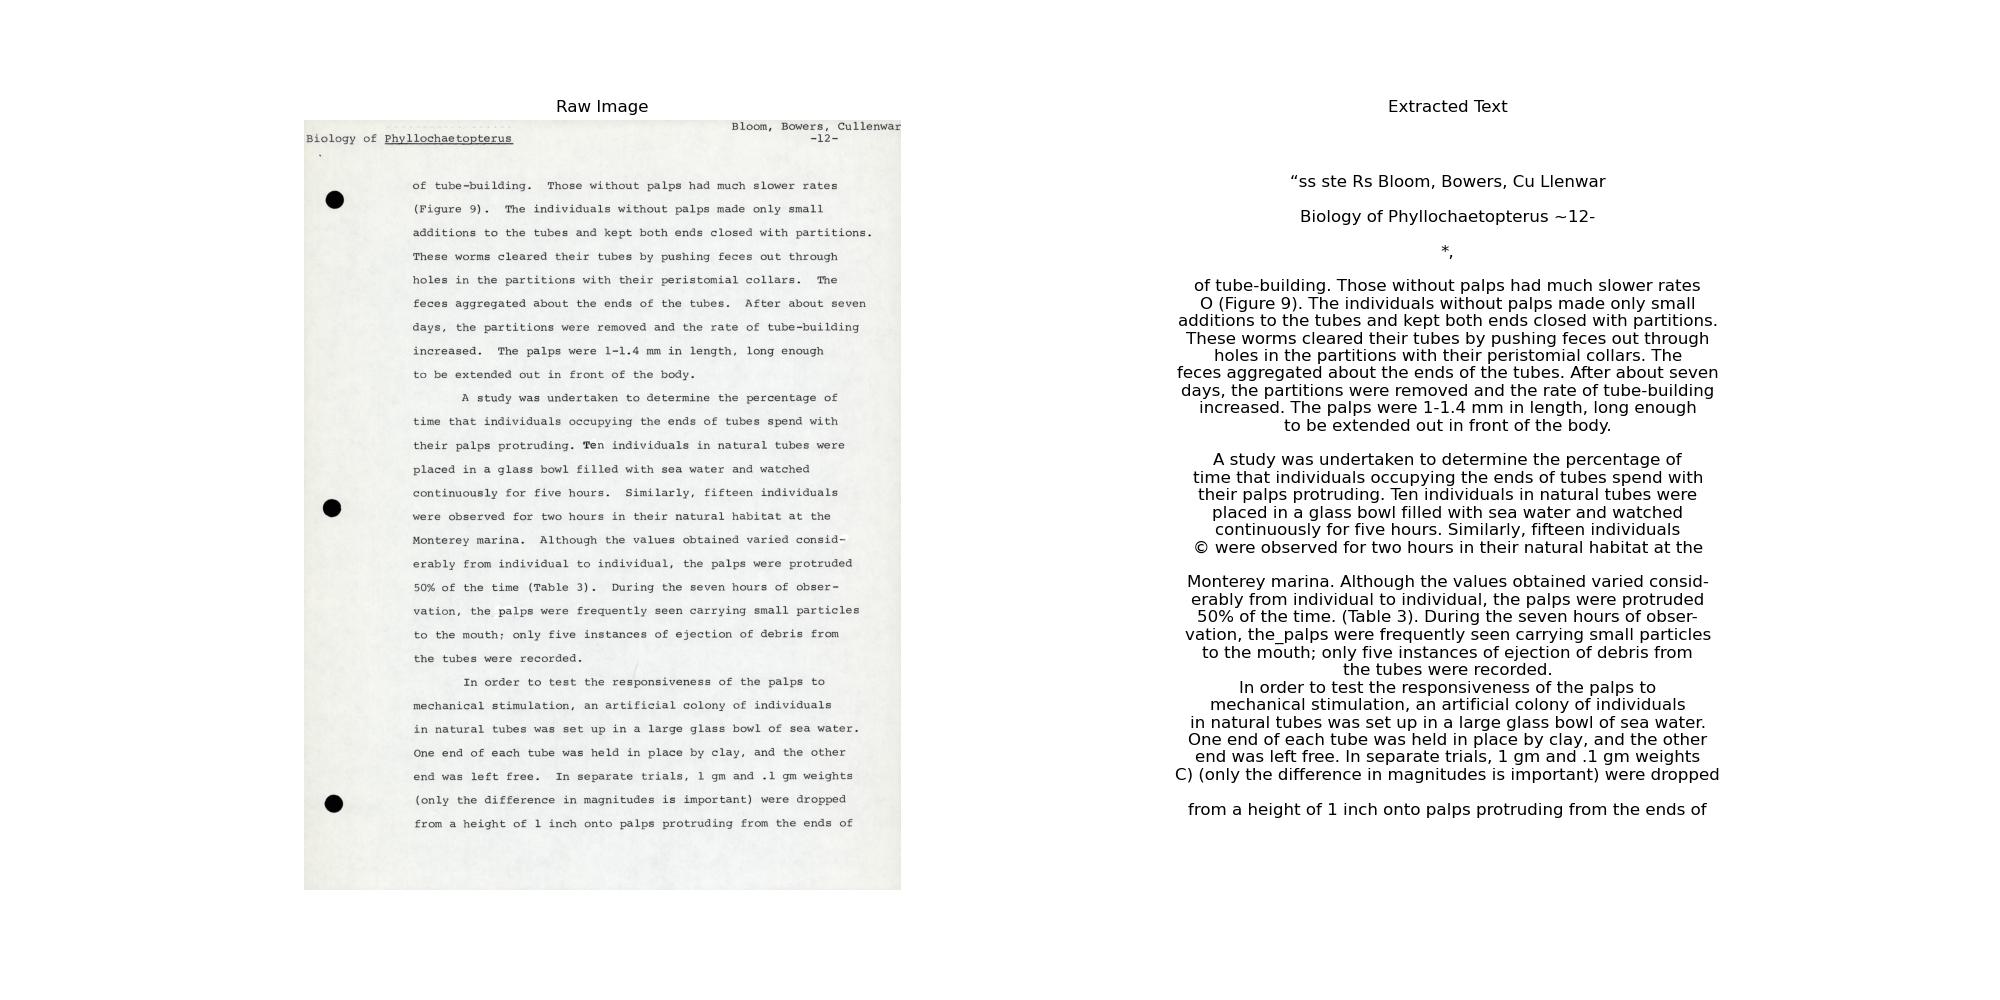 Raw Image
Bloom, Bowers, Cullenwar
Biology of Phyllochaetopterus -12-
of tube-building. Those without palps had much slower rates
(Figure 9). The individuals without palps made only small
additions to the tubes and kept both ends closed with partitions.
These worms cleared their tubes by pushing feces out through
holes in the partitions with their peristomial collars. The
feces aggregated about the ends of the tubes. After about seven
days, the partitions were removed and the rate of tube-building
increased. The palps were 1-1.4 mm in length, long enough
to be extended out in front of the body.
A study was undertaken to determine the percentage of
time that individuals occupying the ends of tubes spend with
their palps protruding. Ten individuals in natural tubes were
placed in a glass bowl filled with sea water and watched
continuously for five hours. Similarly, fifteen individuals
were observed for two hours in their natural habitat at the
Monterey marina. Although the values obtained varied consid-
erably from individual to individual, the palps were protruded
50% of the time (Table 3). During the seven hours of obser-
vation, the palps were frequently seen carrying small particles
to the mouth; only five instances of ejection of debris from
the tubes were recorded.
In order to test the responsiveness of the palps to
mechanical stimulation, an artificial colony of individuals
in natural tubes was set up in a large glass bowl of sea water.
One end of each tube was held in place by clay, and the other
end was left free. In separate trials, 1 gm and .1 gm weights
(only the difference in magnitudes is important) were dropped
from a height of 1 inch onto palps protruding from the ends of
Extracted Text
“ss ste Rs Bloom, Bowers, Cu Llenwar
Biology of Phyllochaetopterus ~12-
*,
of tube-building. Those without palps had much slower rates
O (Figure 9). The individuals without palps made only small
additions to the tubes and kept both ends closed with partitions.
These worms cleared their tubes by pushing feces out through
holes in the partitions with their peristomial collars. The
feces aggregated about the ends of the tubes. After about seven
days, the partitions were removed and the rate of tube-building
increased. The palps were 1-1.4 mm in length, long enough
to be extended out in front of the body.
A study was undertaken to determine the percentage of
time that individuals occupying the ends of tubes spend with
their palps protruding. Ten individuals in natural tubes were
placed in a glass bowl filled with sea water and watched
continuously for five hours. Similarly, fifteen individuals
© were observed for two hours in their natural habitat at the
Monterey marina. Although the values obtained varied consid-
erably from individual to individual, the palps were protruded
50% of the time. (Table 3). During the seven hours of obser-
vation, the_palps were frequently seen carrying small particles
to the mouth; only five instances of ejection of debris from
the tubes were recorded.
In order to test the responsiveness of the palps to
mechanical stimulation, an artificial colony of individuals
in natural tubes was set up in a large glass bowl of sea water.
One end of each tube was held in place by clay, and the other
end was left free. In separate trials, 1 gm and .1 gm weights
C) (only the difference in magnitudes is important) were dropped
from a height of 1 inch onto palps protruding from the ends of